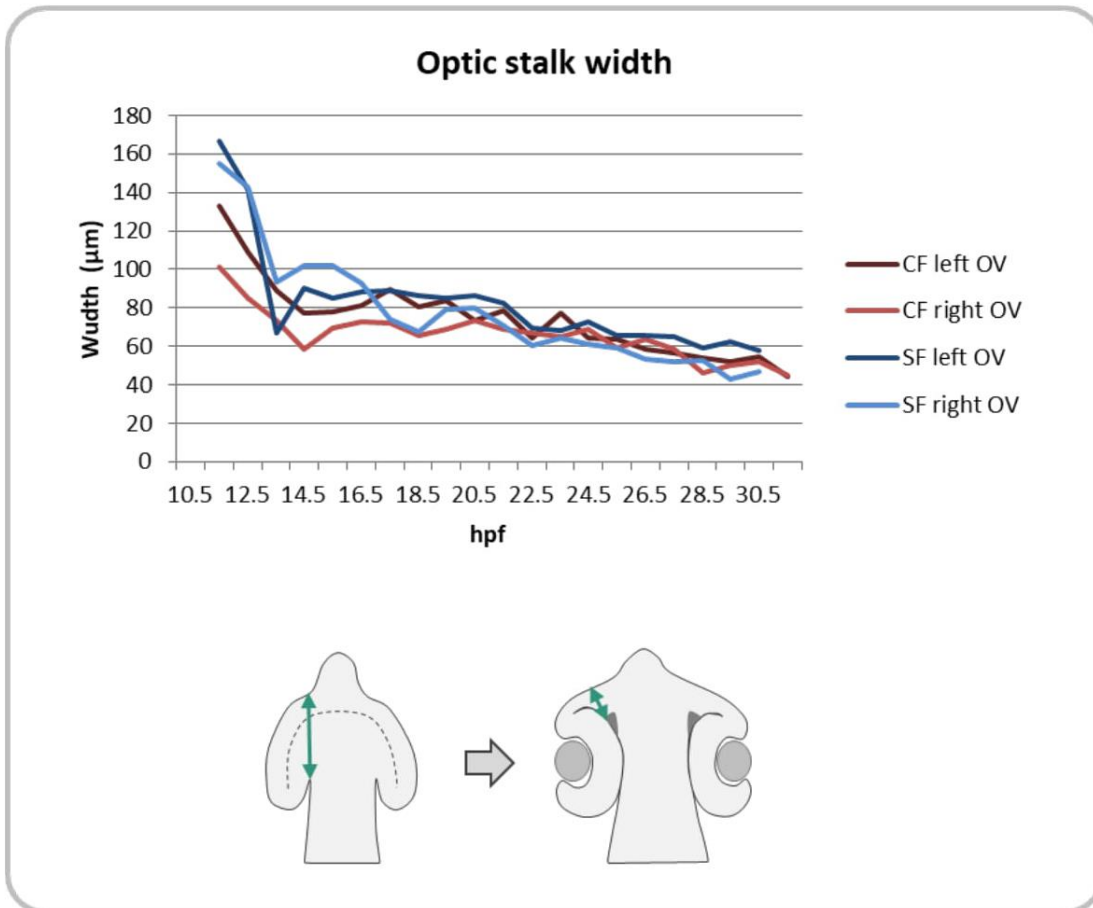 Optic stalk width
180
160
140
120
100
80
60
40
20
0
Wudth (µm)
10.5 12.5 14.5 16.5 18.5 20.5 22.5 24.5 26.5 28.5 30.5
hpf
CF left OV
CF right OV
SF left OV
SF right OV